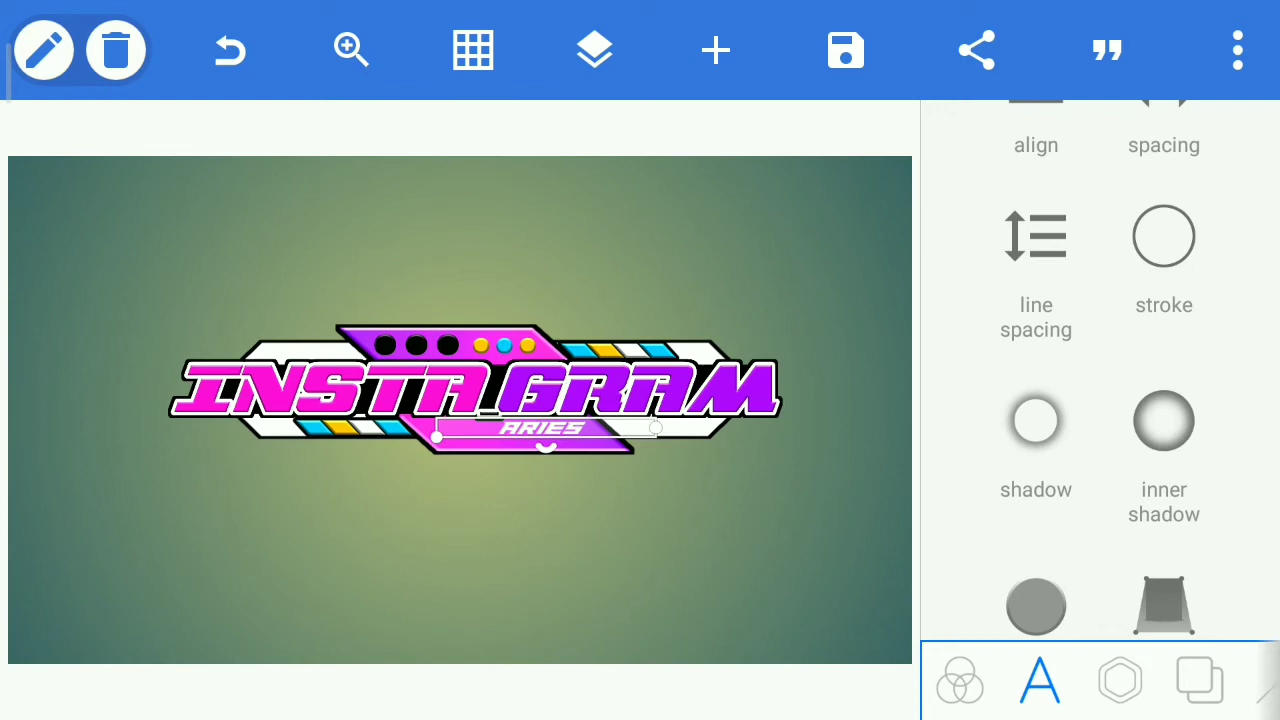 align
spacing
line
spacing
stroke
INSTA GRAM
ARIES
shadow
inner
shadow